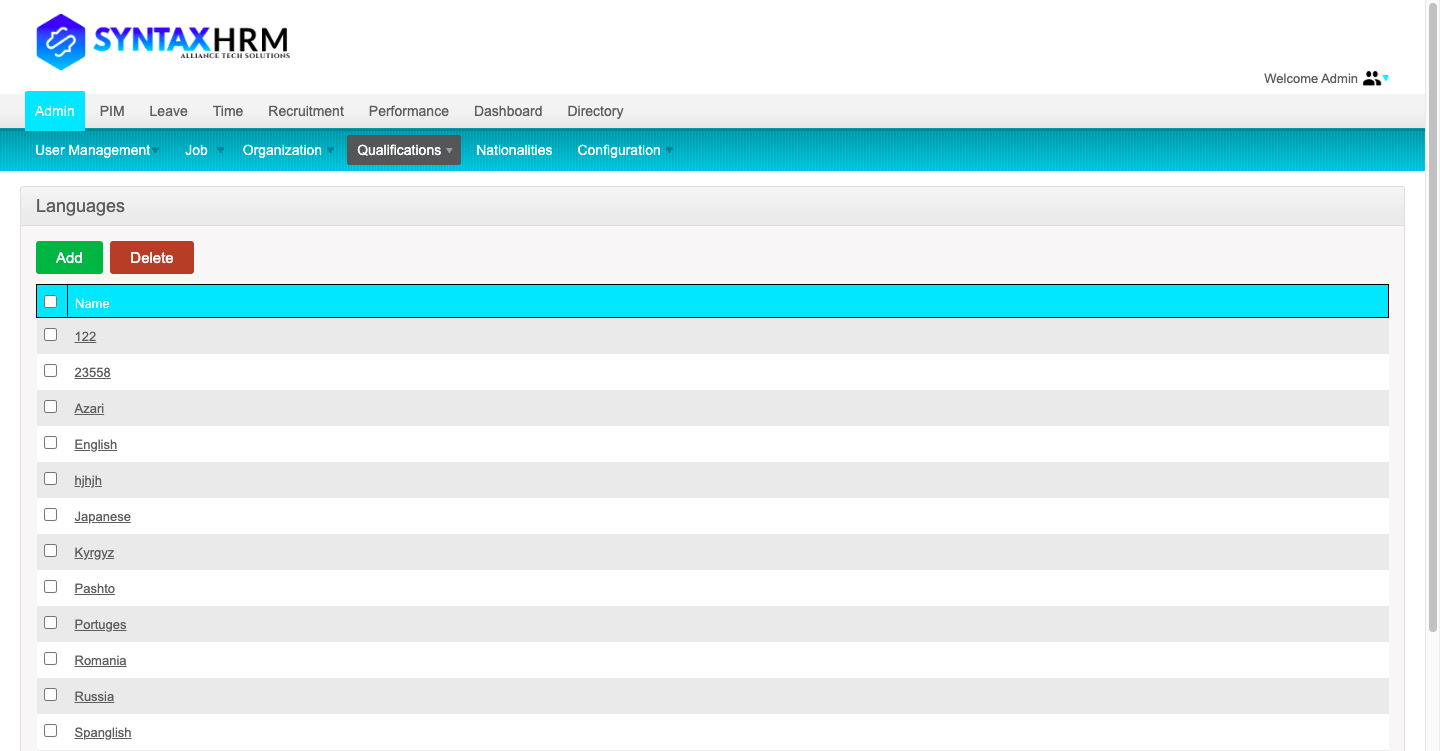 SYNTAXHRM
ALLIANCE TECH SOLUTIONS
Welcome Admin
Admin PIM Leave Time Recruitment Performance Dashboard Directory
User Management Job Organization Qualifications Nationalities Configuration
Languages
Add Delete
Name
122
23558
Azari
English
hjhjh
Japanese
Kyrgyz
Pashto
Portuges
Romania
Russia
Spanglish